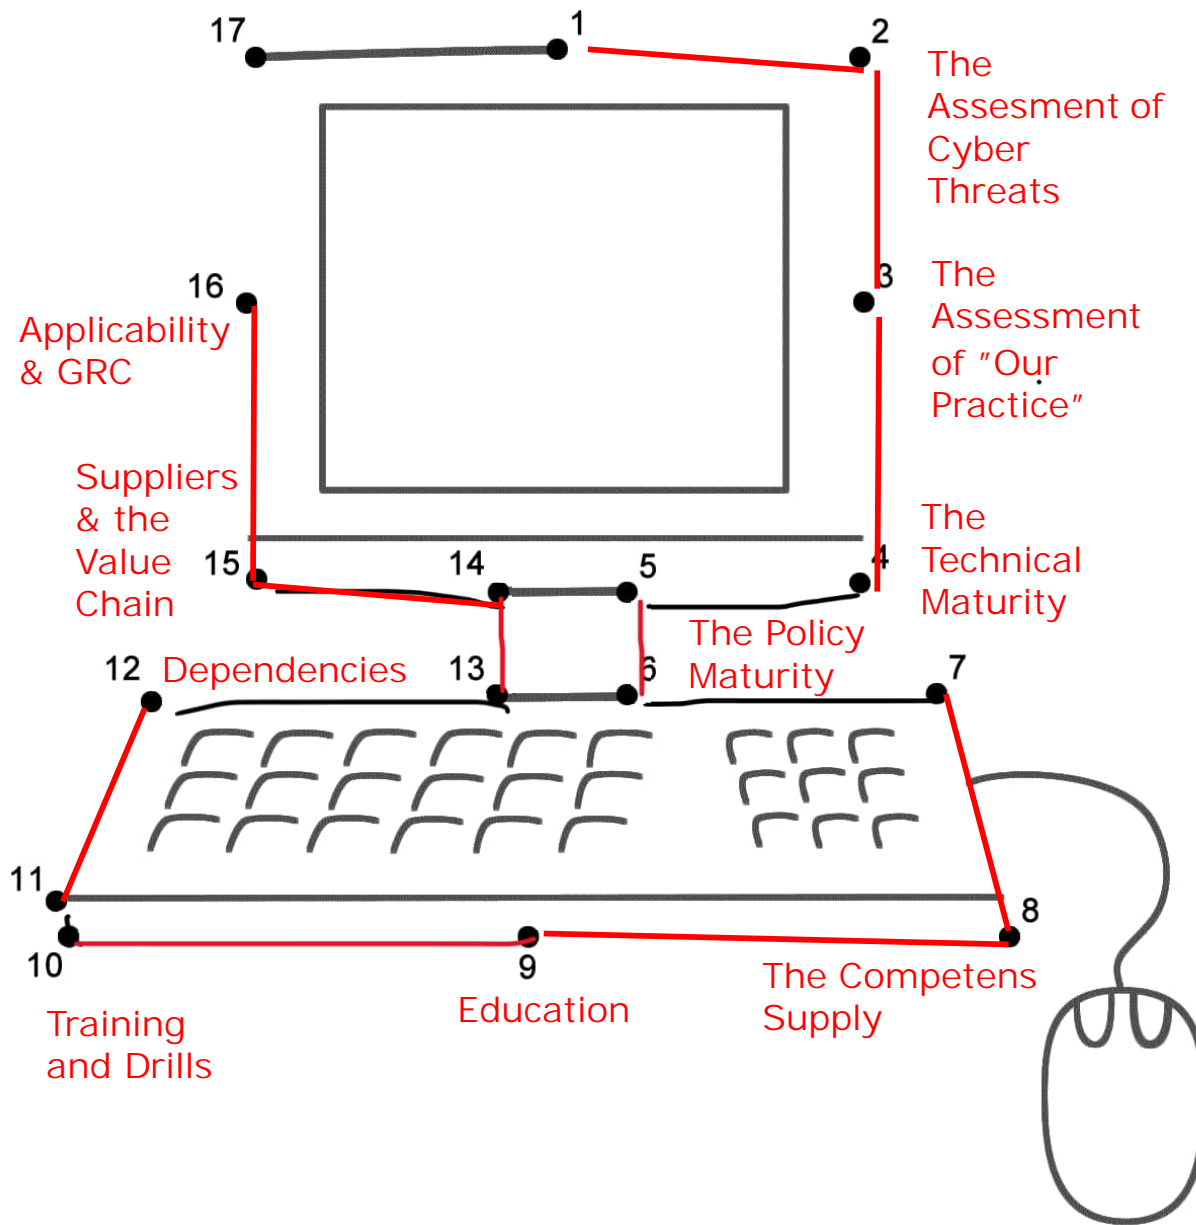 1
17
2
The
Assesment of
Cyber
Threats
16
3
The
Assessment
of "Our
Practice"
Applicability
& GRC
Suppliers
& the
Value
Chain
The
Technical
Maturity
15
14
5
4
The Policy
Maturity
12
Dependencies
13
6
7
11
8
10
9
The Competens
Supply
Education
Training
and Drills